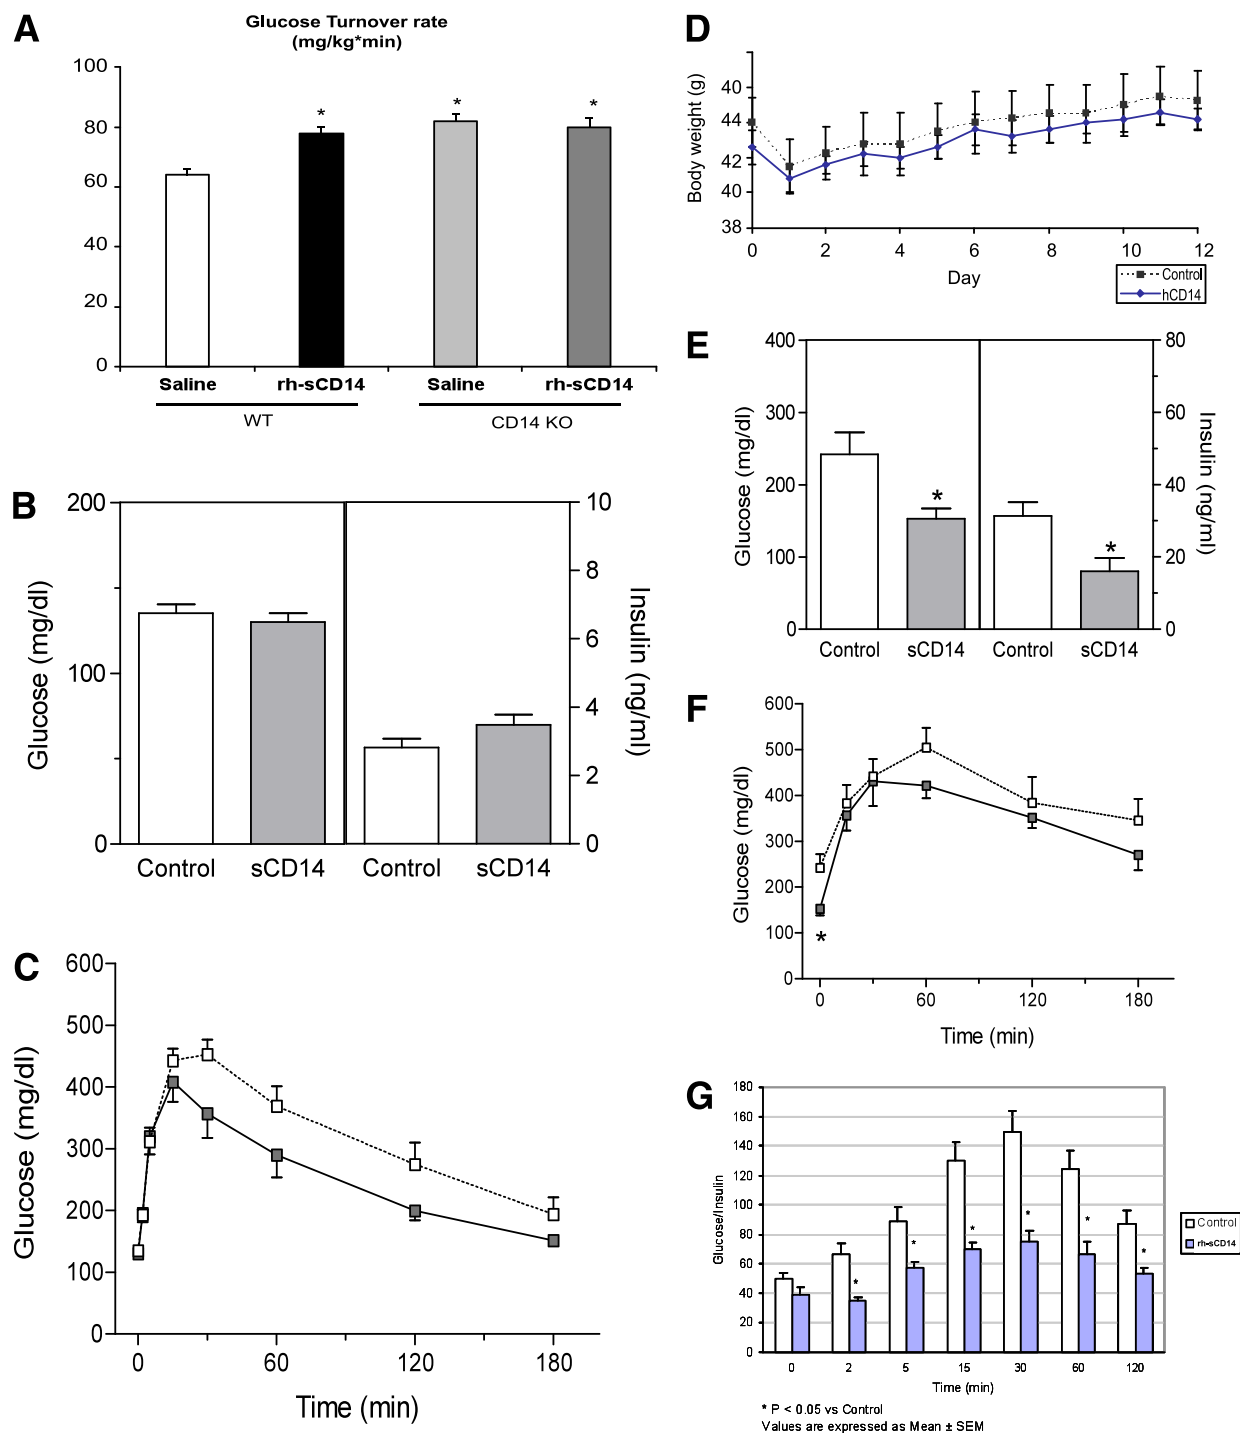 A
Glucose Turnover rate
(mg/kg*min)
100
80
60
40
20
0
*
*
*
Saline
rh-sCD14
Saline
rh-sCD14
WT
CD14 KO
B
200
100
0
Glucose (mg/dl)
10
8
6
4
2
0
Insulin (ng/ml)
Control
sCD14
Control
sCD14
C
600
500
400
300
200
100
0
Glucose (mg/dl)
0
60
120
180
Time (min)
D
40
44
42
40
38
Body weight (g)
0
2
4
6
8
10
12
Day
Control
hCD14
E
400
300
200
100
0
Glucose (mg/dl)
80
60
40
20
0
Insulin (ng/ml)
*
*
Control
sCD14
Control
sCD14
F
600
500
400
300
200
100
0
Glucose (mg/dl)
*
0
60
120
180
Time (min)
G
180
160
140
120
100
80
60
40
20
0
Glucose/Insulin
*
*
*
*
*
*
0
2
5
15
30
60
120
Time (min)
Control
rh-sCD14
* P < 0.05 vs Control
Values are expressed as Mean ± SEM